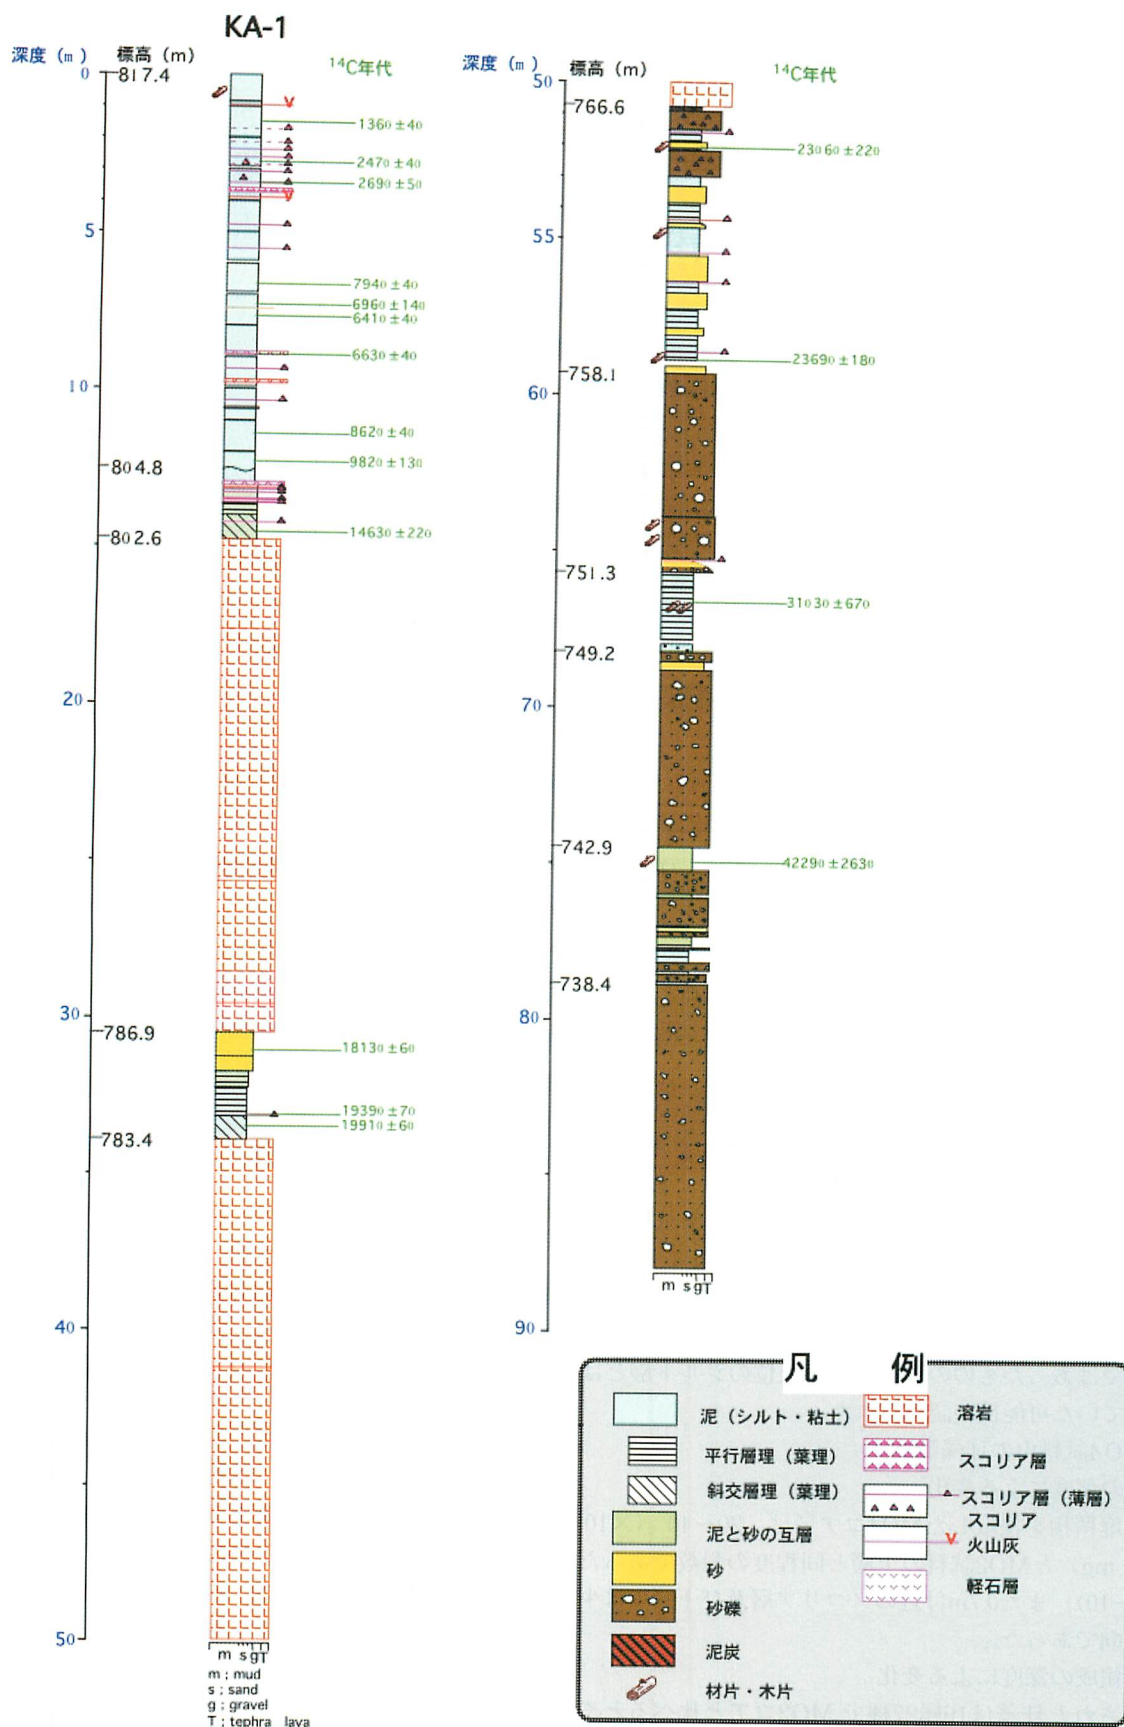 KA-1
深度（m）
標高（m）
14C年代
0
817.4
1360±40
2470±40
2690±50
5
7940±40
6960±140
6410±40
6630±40
10
8620±40
804.8
9820±130
802.6
14630±220
20
30
786.9
18130±60
19390±70
19910±60
783.4
40
50
m s gT
m ; mud
s ; sand
g ; gravel
T ; tephra lava
深度（m）
標高（m）
14C年代
50
766.6
23060±220
55
23690±180
758.1
60
751.3
31030±670
749.2
70
742.9
42290±2630
738.4
80
m s gT
90
凡 例
泥（シルト・粘土）
平行層理（葉理）
斜交層理（葉理）
泥と砂の互層
砂
砂礫
泥炭
材片・木片
溶岩
スコリア層
スコリア層（薄層）
スコリア
火山灰
軽石層